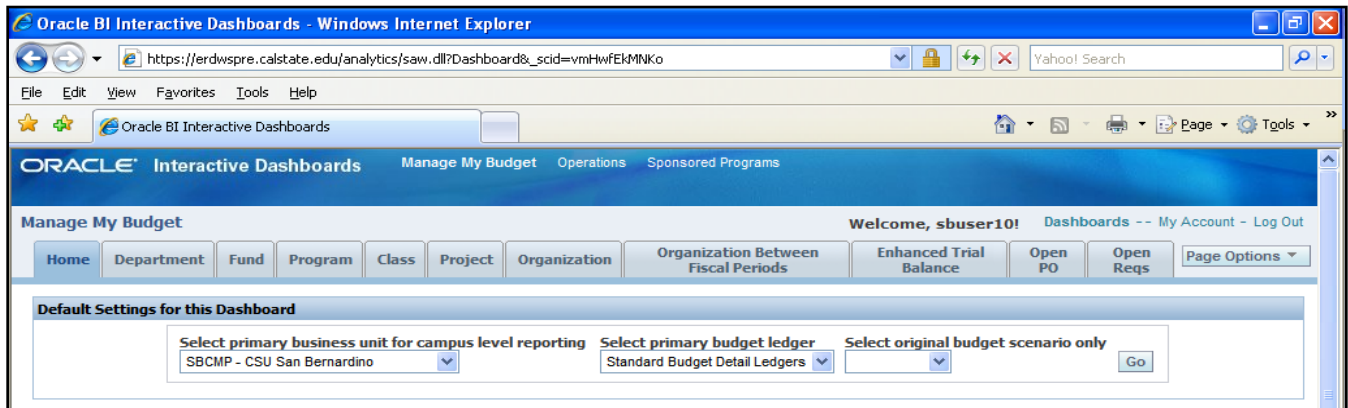 Oracle BI Interactive Dashboards - Windows Internet Explorer
https://erdwspre.calstate.edu/analytics/saw.dll?Dashboard&_scid=vmHwfEkMNKo
Yahoo! Search
File Edit View Favorites Tools Help
Oracle BI Interactive Dashboards
Page Tools
ORACLE Interactive Dashboards Manage My Budget Operations Sponsored Programs
Manage My Budget Welcome, sbuser10! Dashboards -- My Account - Log Out
Home Department Fund Program Class Project Organization Organization Between Fiscal Periods Enhanced Trial Balance Open PO Open Reqs Page Options
Default Settings for this Dashboard
Select primary business unit for campus level reporting Select primary budget ledger Select original budget scenario only
SBCMP - CSU San Bernardino Standard Budget Detail Ledgers Go